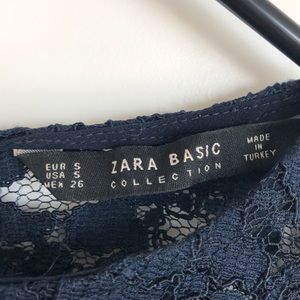 EUR S
USA S
MEX 26
ZARA BASIC
COLLECTION
MADE
IN
TURKEY